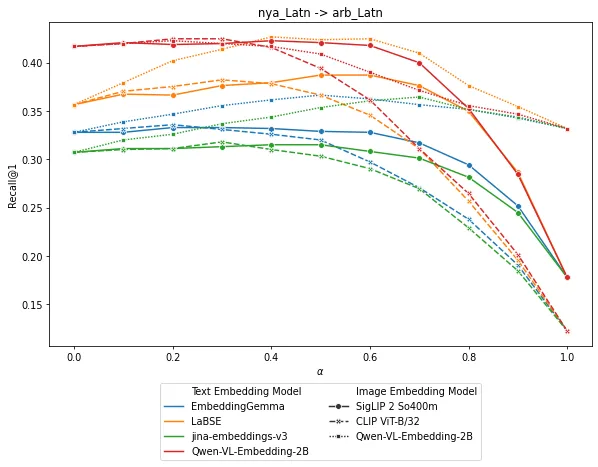 nya_Latn -> arb_Latn
Recall@1
0.40
0.35
0.30
0.25
0.20
0.15
0.0
0.2
0.4
0.6
0.8
1.0
α
Text Embedding Model
EmbeddingGemma
LaBSE
jina-embeddings-v3
Qwen-VL-Embedding-2B
Image Embedding Model
SigLIP 2 So400m
CLIP ViT-B/32
Qwen-VL-Embedding-2B